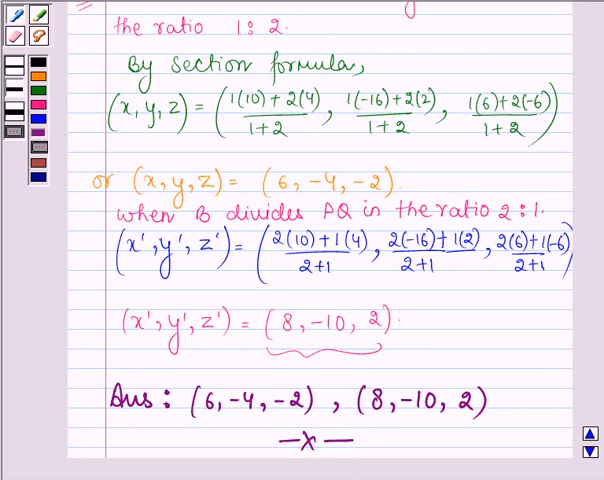 the ratio 1:2.
By section formula,
(x, y, z) = (1(10)+2(4)/1+2, 1(-16)+2(2)/1+2, 1(6)+2(-6)/1+2)
or (x, y, z) = (6, -4, -2).
when B divides PQ in the ratio 2:1.
(x', y', z') = (2(10)+1(4)/2+1, 2(-16)+1(2)/2+1, 2(6)+1(-6)/2+1)
(x', y', z') = (8, -10, 2).
Ans : (6, -4, -2) , (8, -10, 2)
—x—